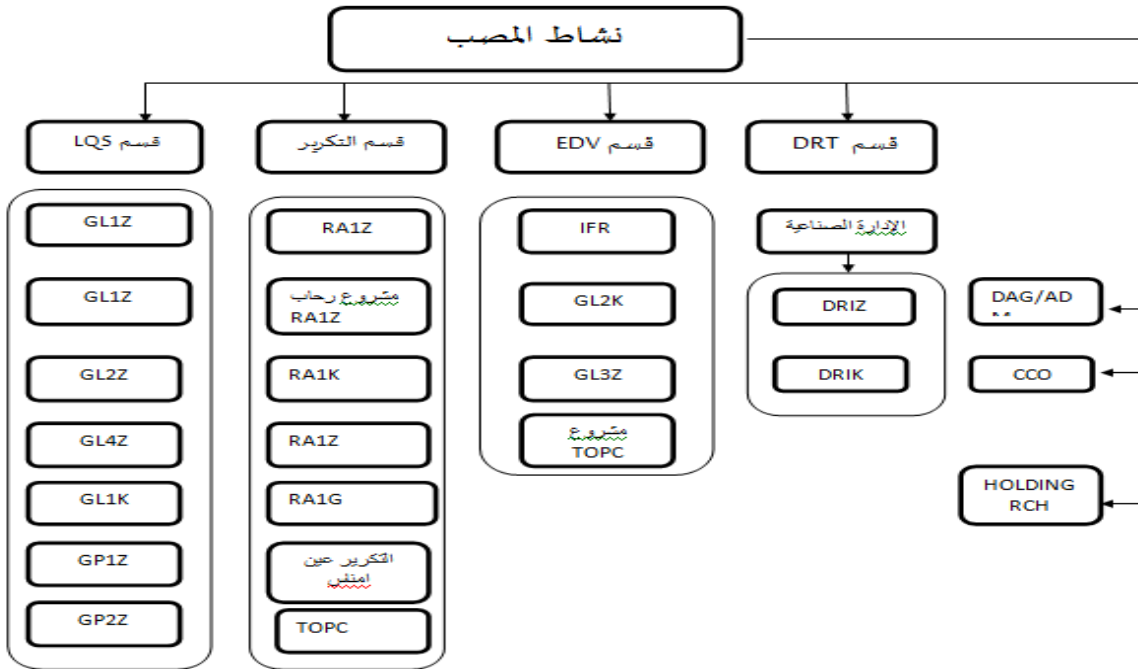 نشاط المصب
قسم LQS
قسم التكرير
قسم EDV
قسم DRT
GL1Z
GL1Z
GL2Z
GL4Z
GL1K
GP1Z
GP2Z
RA1Z
مشروع رحاب
RA1Z
RA1K
RA1Z
RA1G
التكرير عين
امنفس
TOPC
IFR
GL2K
GL3Z
مشروع
TOPC
الإدارة الصناعية
DRIZ
DRIK
DAG/AD
CCO
HOLDING
RCH